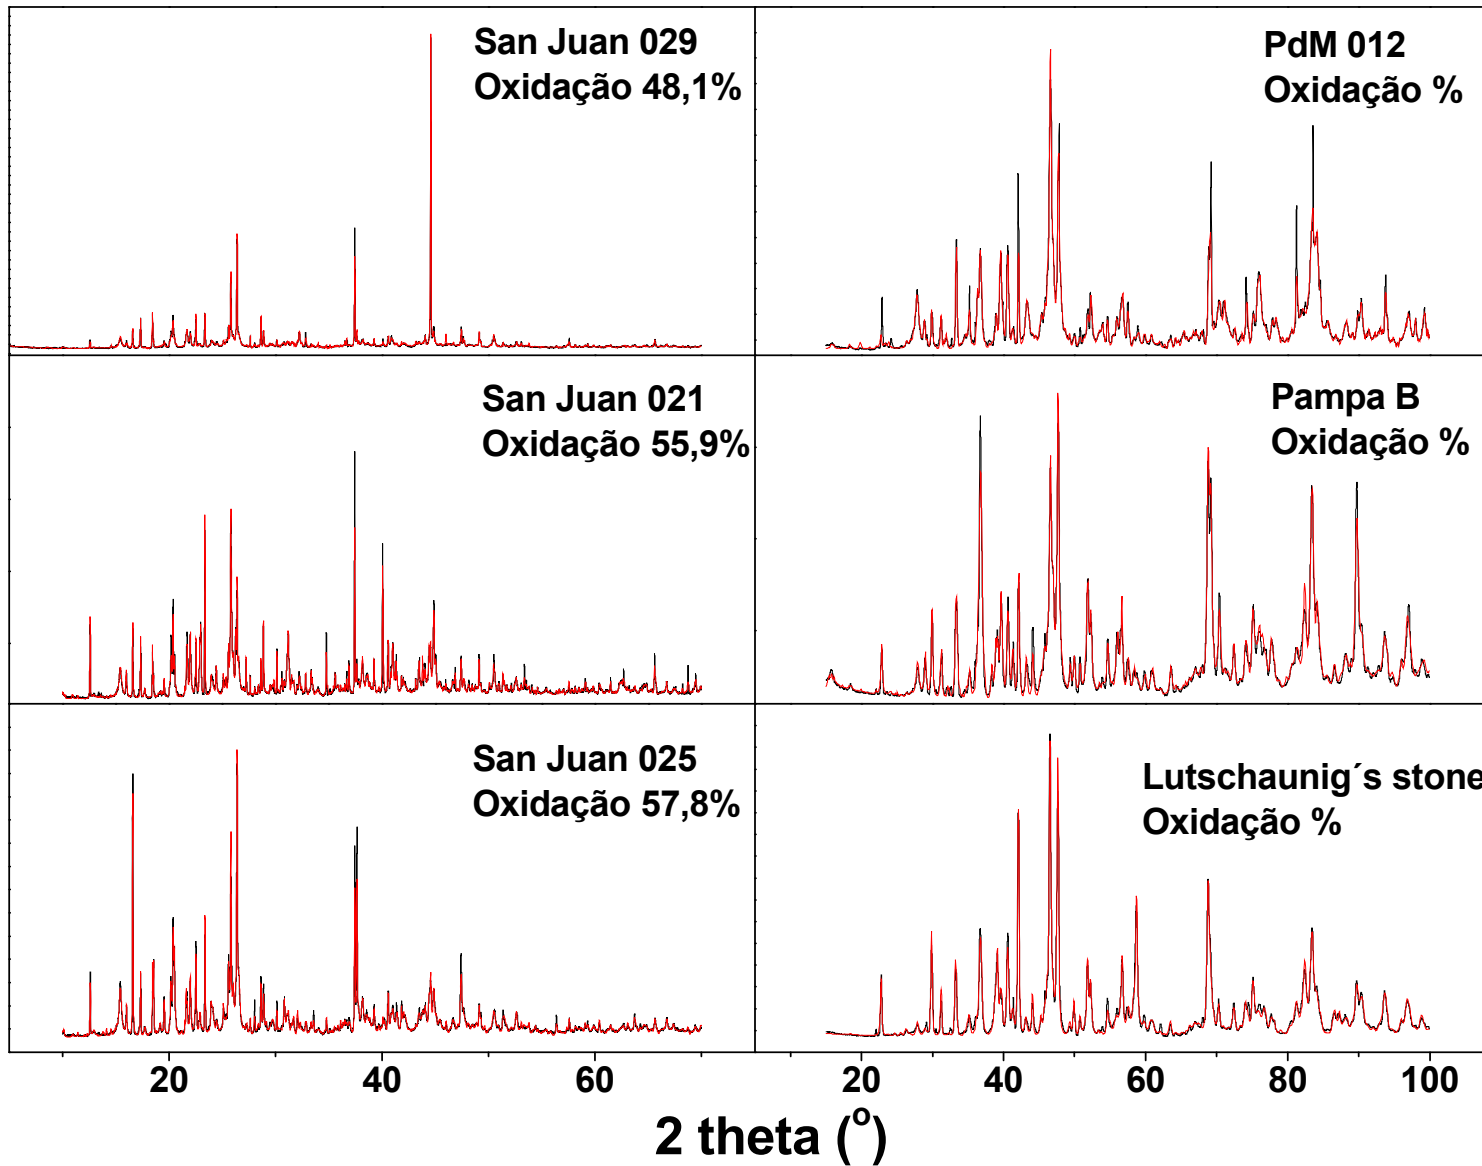 San Juan 029
Oxidação 48,1%
PdM 012
Oxidação %
San Juan 021
Oxidação 55,9%
Pampa B
Oxidação %
San Juan 025
Oxidação 57,8%
Lutschaunig´s stone
Oxidação %
20 40 60
20 40 60 80 100
2 theta (º)